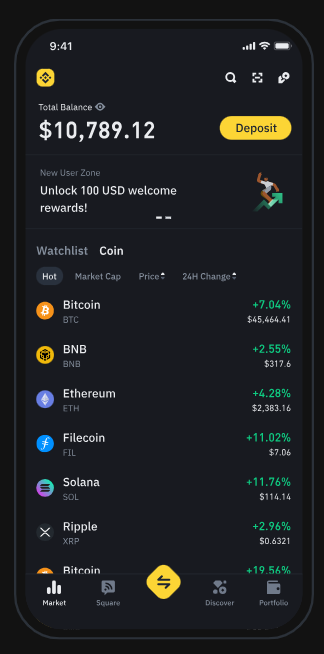 9:41
Total Balance
$10,789.12
Deposit
New User Zone
Unlock 100 USD welcome
rewards!
Watchlist Coin
Hot Market Cap Price 24H Change
Bitcoin +7.04%
BTC $45,464.41
BNB +2.55%
BNB $317.6
Ethereum +4.28%
ETH $2,383.16
Filecoin +11.02%
FIL $7.06
Solana +11.76%
SOL $114.14
Ripple +2.96%
XRP $0.6321
Bitcoin +19.56%
Market Square Discover Portfolio